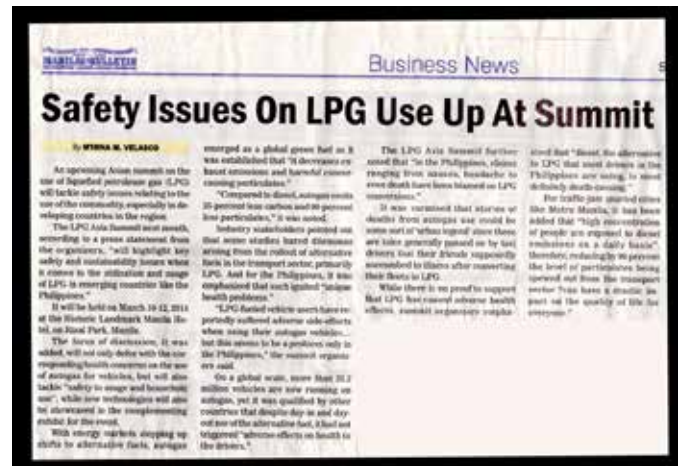 MANILA BULLETIN
Business News
Safety Issues On LPG Use Up At Summit
By MYRNA M. VELASCO
An upcoming Asian summit on the
use of liquefied petroleum gas (LPG)
will tackle safety issues relating to the
use of the commodity, especially in de-
veloping countries in the region.
The LPG Asia Summit next month,
according to a press statement from
the organizers, "will highlight key
safety and sustainability issues when
it comes to the utilization and usage
of LPG in emerging countries like the
Philippines."
It will be held on March
at the Historic Landmark Manila Ho-
tel, on Rizal Park, Manila.
The focus of discussion, it was
added, will not only delve with the cor-
responding health concerns on the use
of autogas for vehicles, but will also
tackle "safety in usage and household
use", while new technologies will also
be showcased in the complementing
exhibit for the event.
With energy markets stepping up
shifts to alternative fuels, autogas
emerged as a global green fuel as it
was established that "it decreases ex-
haust emissions and harmful cancer
causing particulates."
"Compared to diesel, autogas emits
percent less carbon and percent
less particulates," it was noted.
Industry stakeholders pointed out
that some studies bared dilemmas
arising from the rollout of alternative
fuels in the transport sector, primarily
LPG. And for the Philippines, it was
emphasized that such ignited "unique
health problems."
"LPG-fueled vehicle users have re-
portedly suffered adverse side-effects
when using their autogas vehicles...
but this seems to be a problem only in
the Philippines," the summit organiz-
ers said.
On a global scale, more than
million vehicles are now running on
autogas, yet it was qualified by other
countries that despite day-in and day-
out use of the alternative fuel, it had not
triggered "adverse effects on health to
the drivers."
The LPG Asia Summit further
noted that "in the Philippines, claims
ranging from nausea, headache to
even death have been blamed on LPG
conversions."
It was surmised that stories of
deaths from autogas use could be
some sort of 'urban legend' since these
are tales generally passed on by taxi
drivers that their friends supposedly
succumbed to illness after converting
their fleets to LPG.
While there is no proof to support
that LPG has caused adverse health
effects, summit organizers empha-
sized that "diesel, the alternative
to LPG that most drivers in the
Philippines are using, is most
definitely death-causing."
For traffic-jam snarled cities
like Metro Manila, it has been
added that "high concentration
of people are exposed to diesel
emissions on a daily basis",
therefore, reducing by percent
the level of particulates being
spewed out from the transport
sector "can have a drastic im-
pact on the quality of life for
everyone."